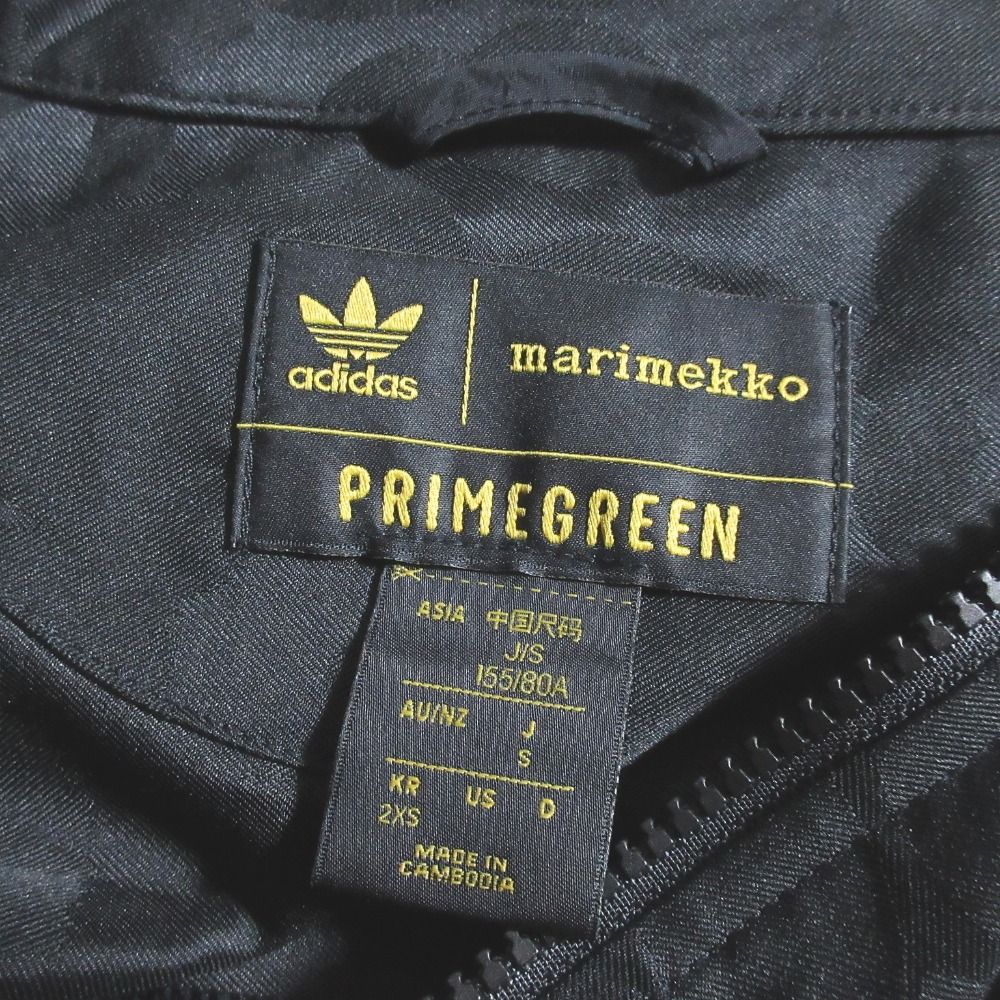 adidas
marimekko
PRIMEGREEN
ASIA 中国尺码
J/S
155/80A
AU/NZ J
S
KR US D
2XS
MADE IN
CAMBODIA